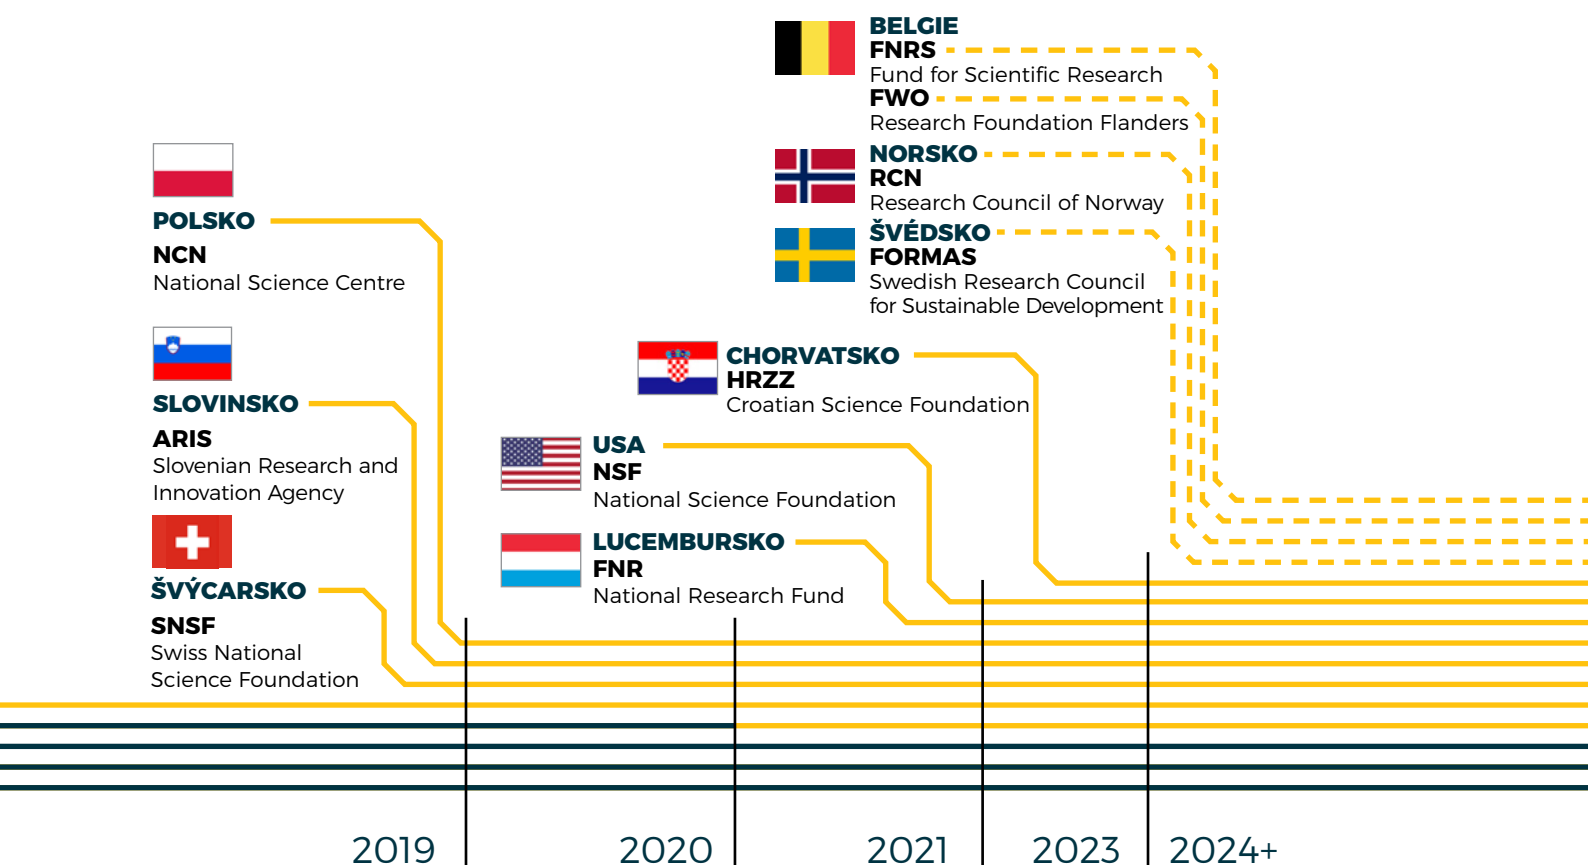 POLSKO
NCN
National Science Centre
SLOVINSKO
ARIS
Slovenian Research and
Innovation Agency
ŠVÝCARSKO
SNSF
Swiss National
Science Foundation
USA
NSF
National Science Foundation
LUCEMBURSKO
FNR
National Research Fund
CHORVATSKO
HRZZ
Croatian Science Foundation
BELGIE
FNRS
Fund for Scientific Research
FWO
Research Foundation Flanders
NORSKO
RCN
Research Council of Norway
ŠVÉDSKO
FORMAS
Swedish Research Council
for Sustainable Development
2019
2020
2021
2023
2024+